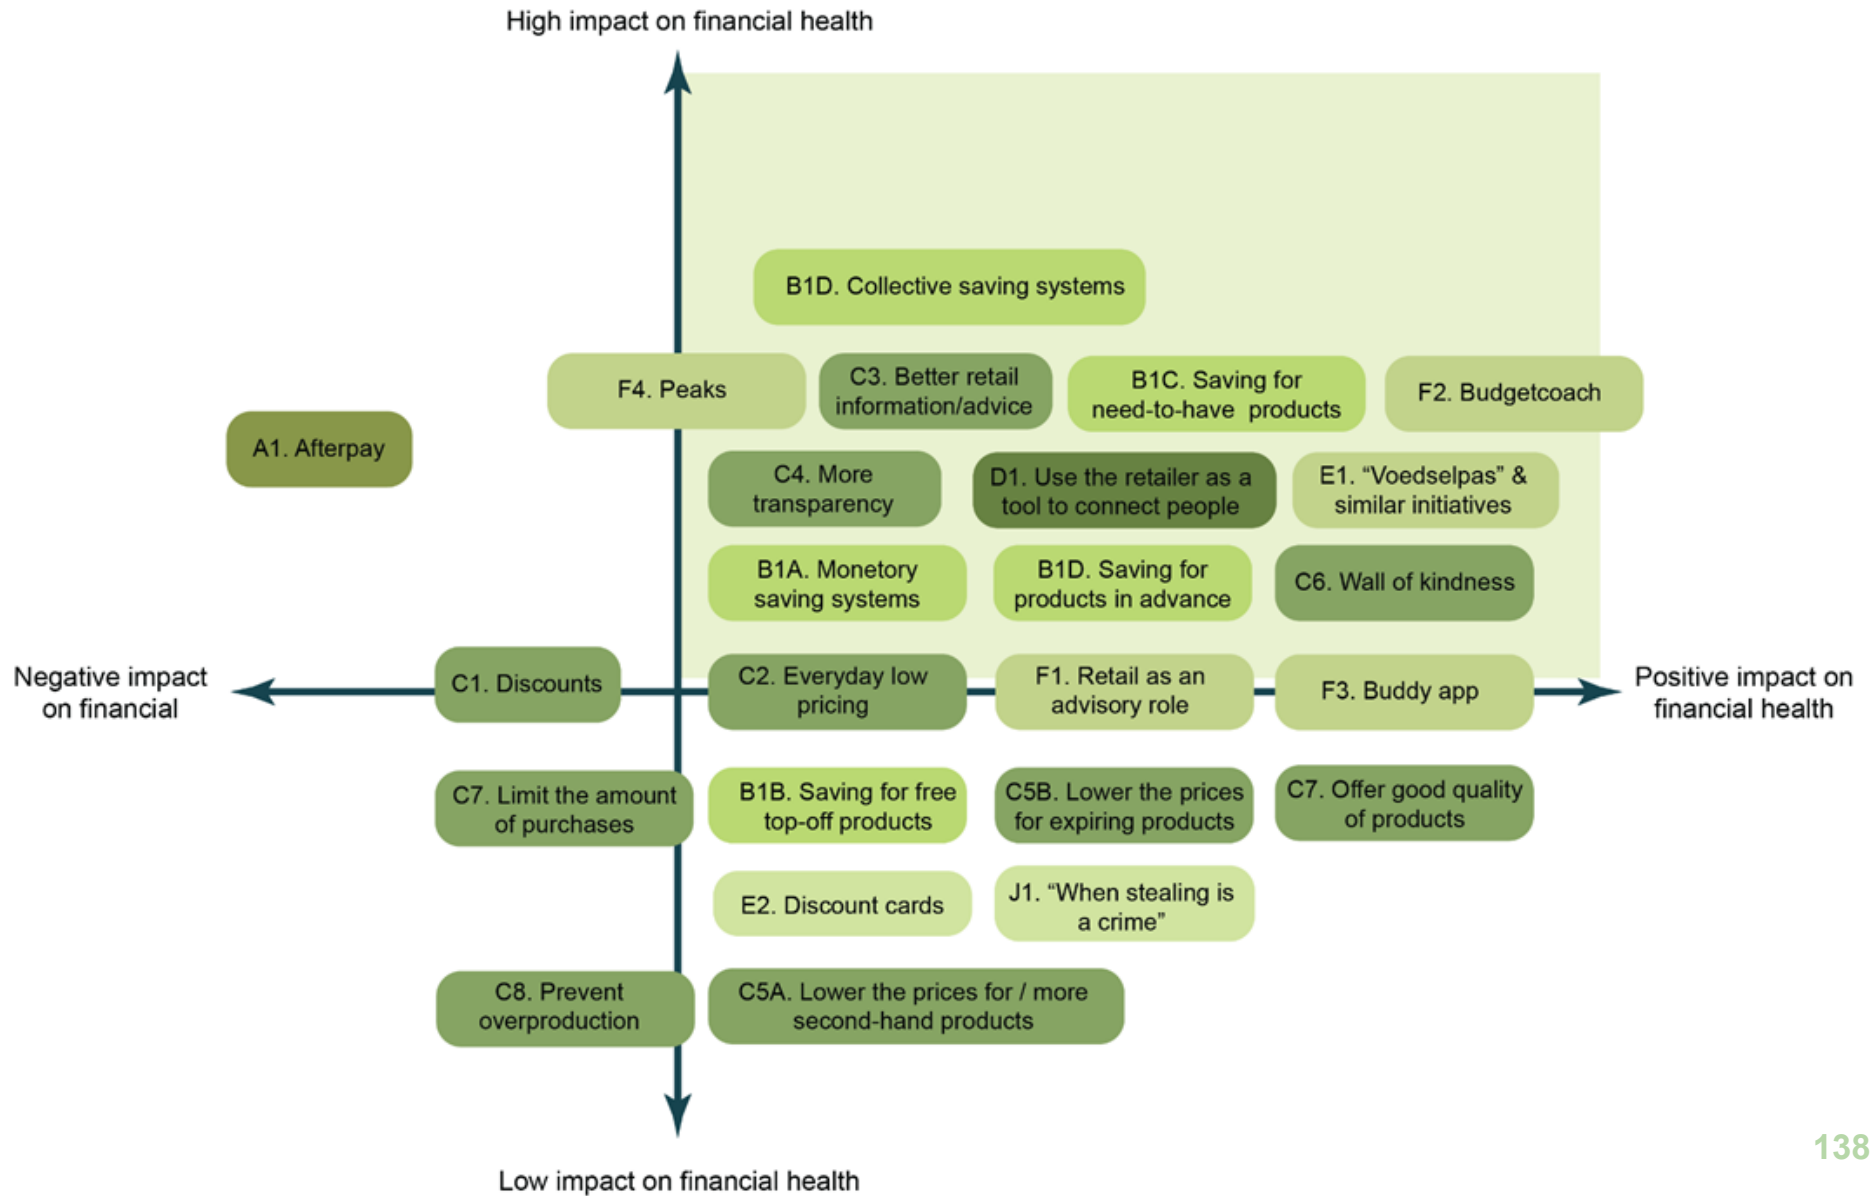 High impact on financial health
B1D. Collective saving systems
F4. Peaks
C3. Better retail
information/advice
B1C. Saving for
need-to-have products
F2. Budgetcoach
A1. Afterpay
C4. More
transparency
D1. Use the retailer as a
tool to connect people
E1. “Voedselpas” &
similar initiatives
B1A. Monetory
saving systems
B1D. Saving for
products in advance
C6. Wall of kindness
Negative impact
on financial
C1. Discounts
C2. Everyday low
pricing
F1. Retail as an
advisory role
F3. Buddy app
Positive impact on
financial health
C7. Limit the amount
of purchases
B1B. Saving for free
top-off products
C5B. Lower the prices
for expiring products
C7. Offer good quality
of products
E2. Discount cards
J1. “When stealing is
a crime”
C8. Prevent
overproduction
C5A. Lower the prices for / more
second-hand products
138
Low impact on financial health